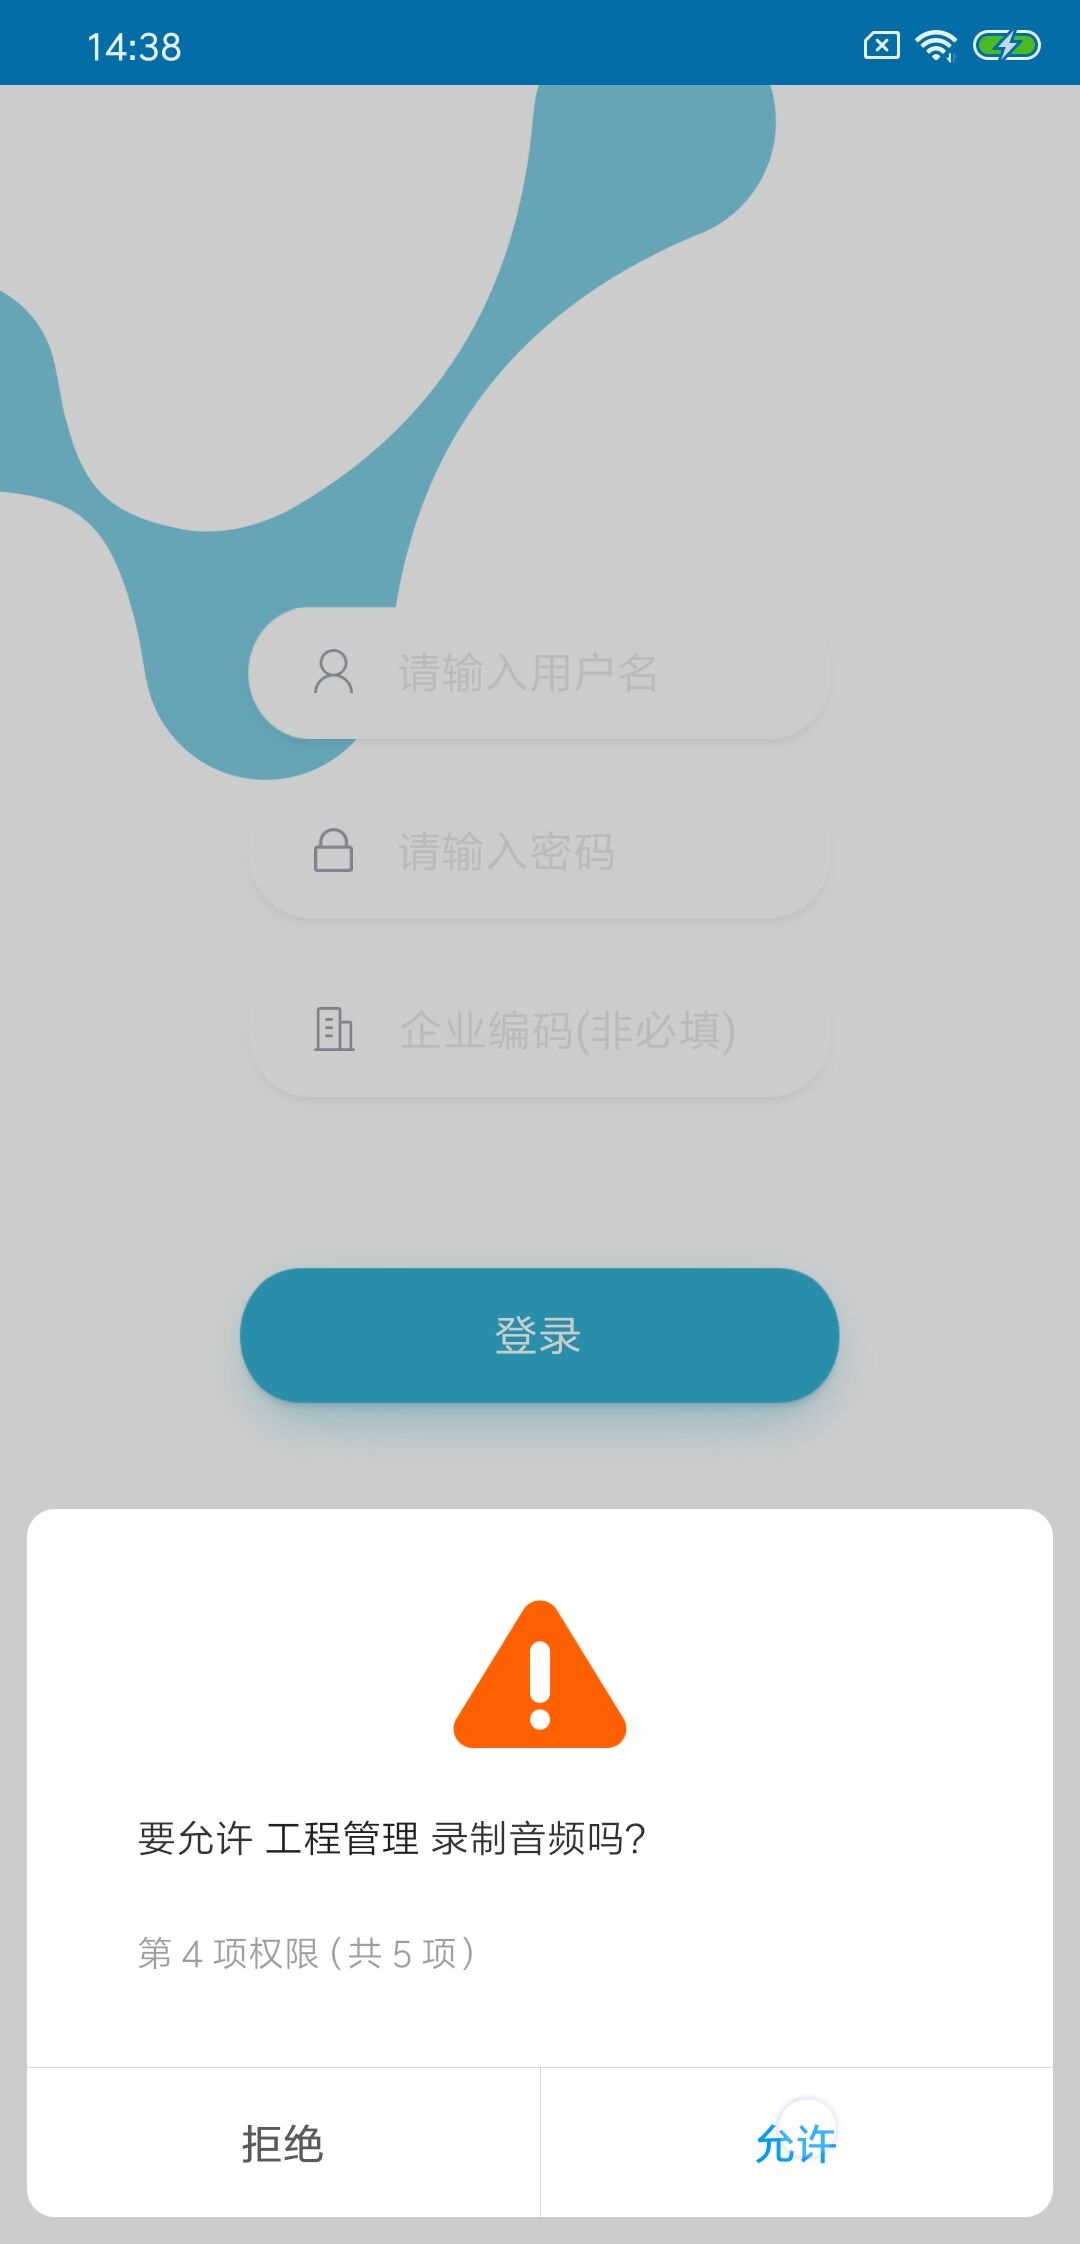 14:38
请输入用户名
请输入密码
企业编码(非必填)
登录
要允许 工程管理 录制音频吗?
第 4 项权限 (共 5 项)
拒绝
允许